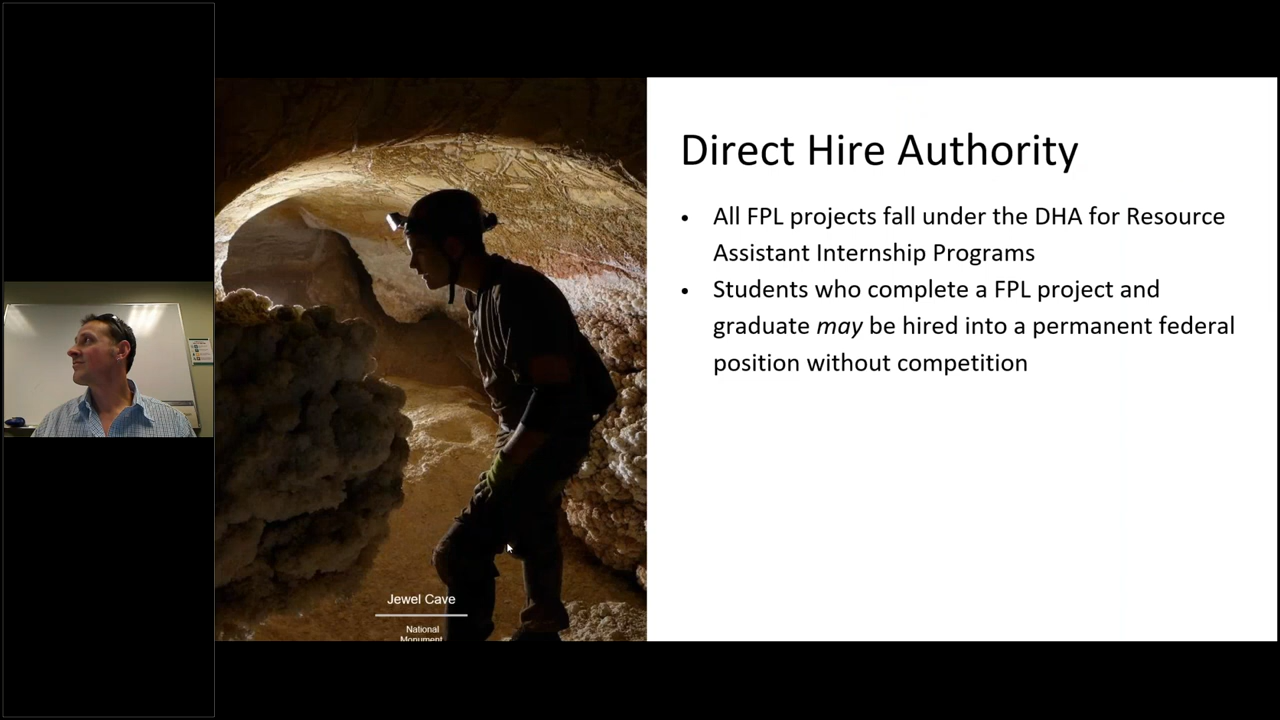 Direct Hire Authority
• All FPL projects fall under the DHA for Resource
Assistant Internship Programs
• Students who complete a FPL project and
graduate may be hired into a permanent federal
position without competition
Jewel Cave
National
Monument